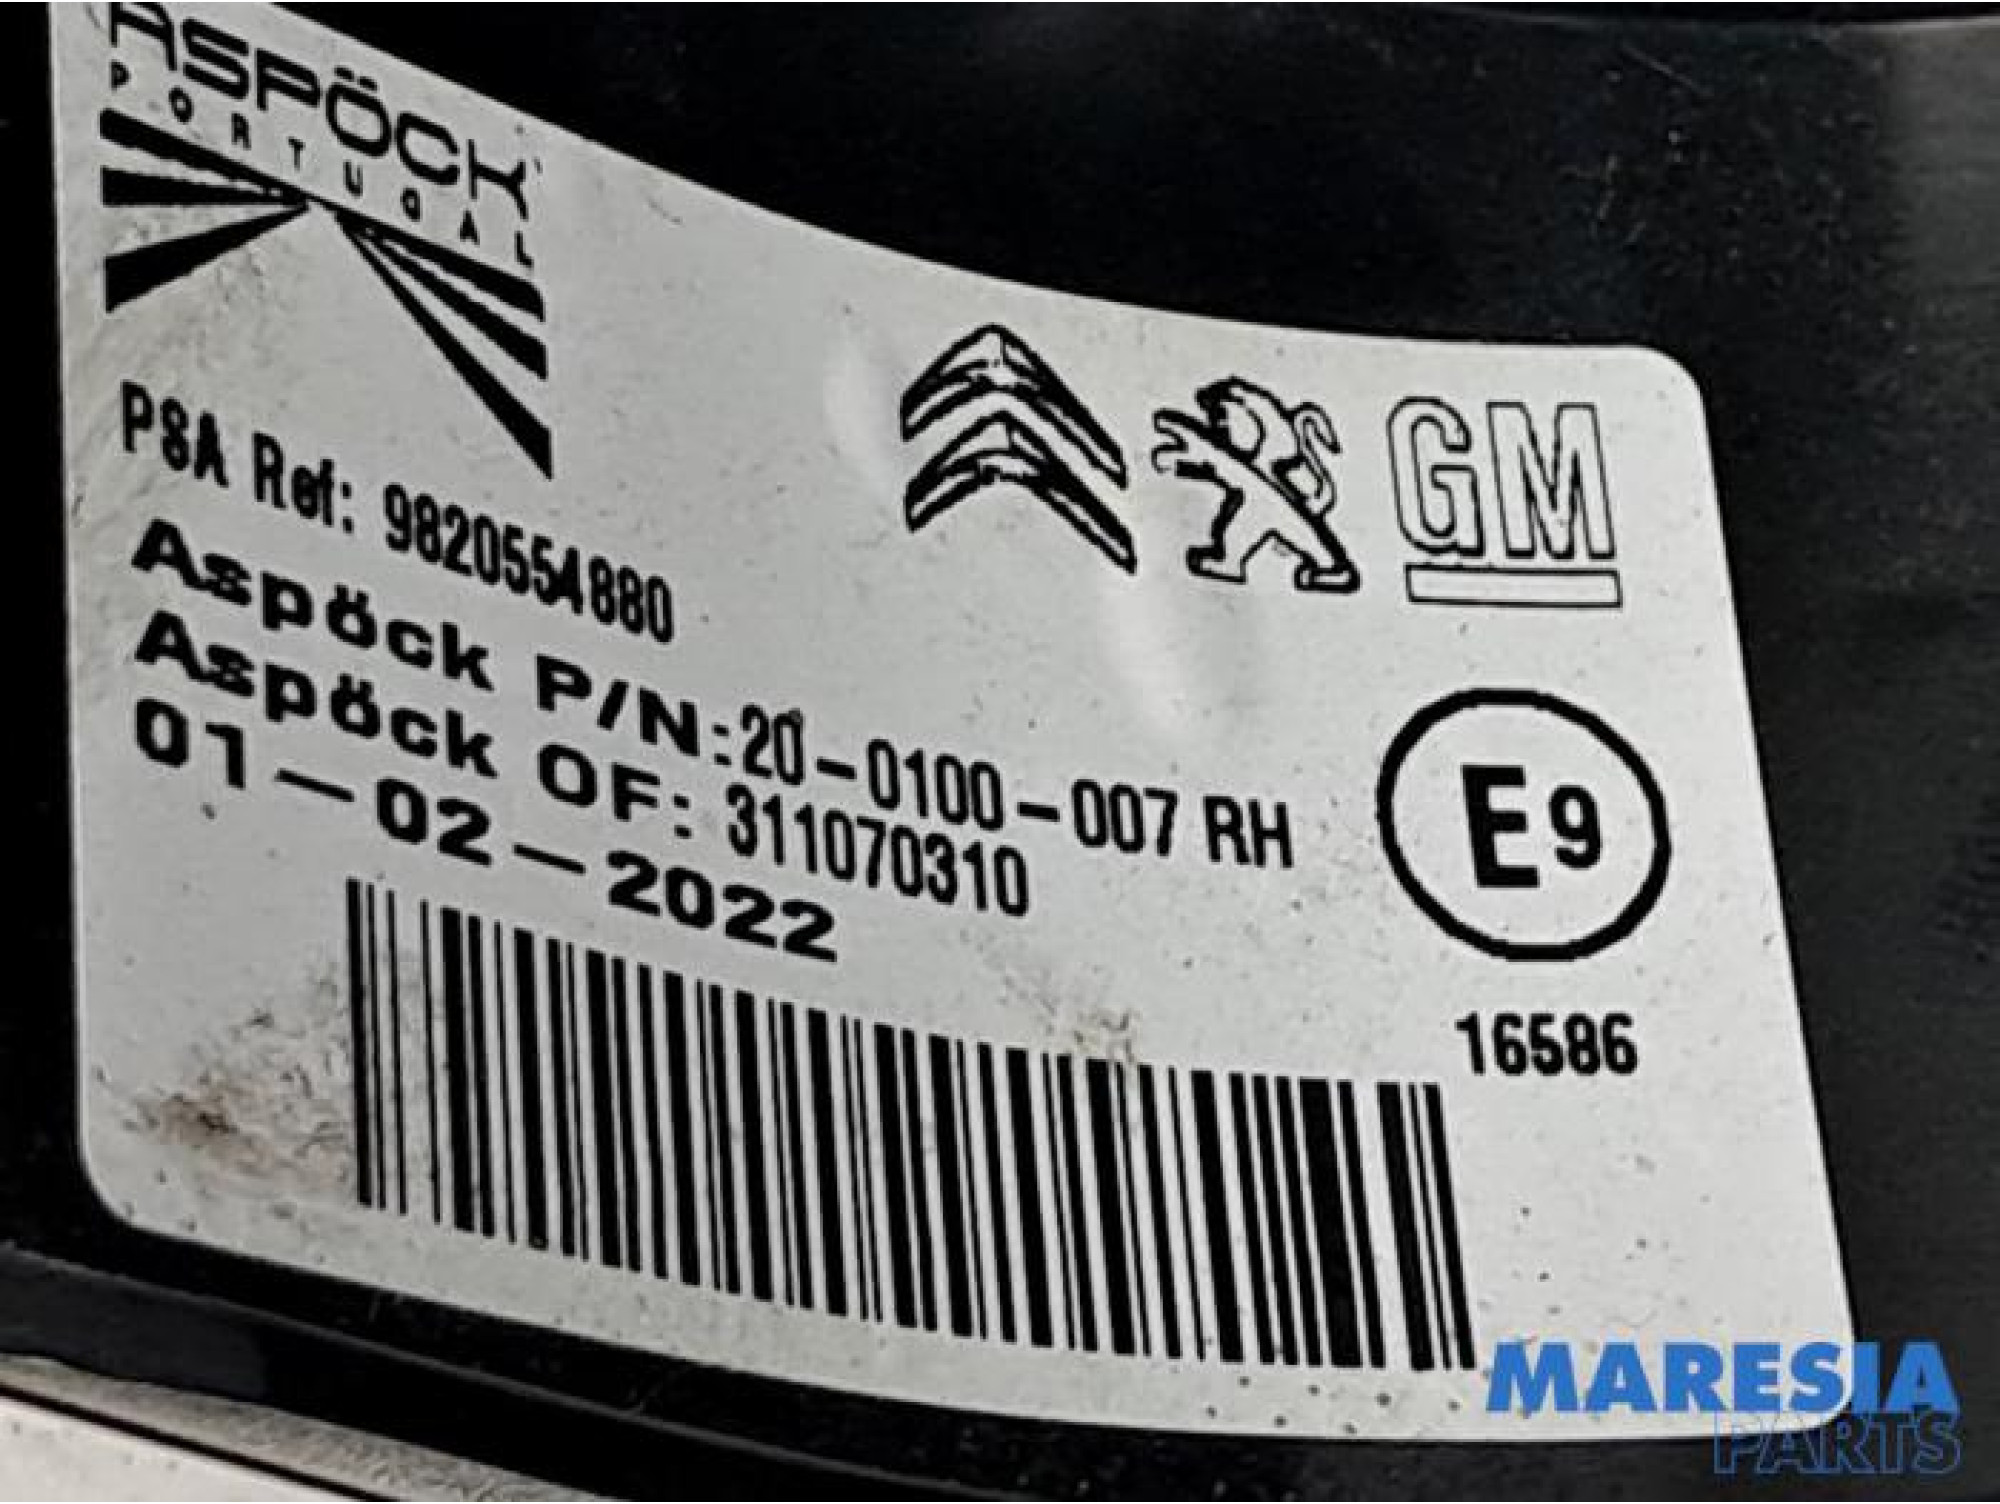 ASPÖCK
PORTUGAL
GM
PSA Ref: 9820554880
Aspöck P/N:20-0100-007 RH
Aspöck OF: 311070310
01-02-2022
E9
16586
MARESIA
PARTS